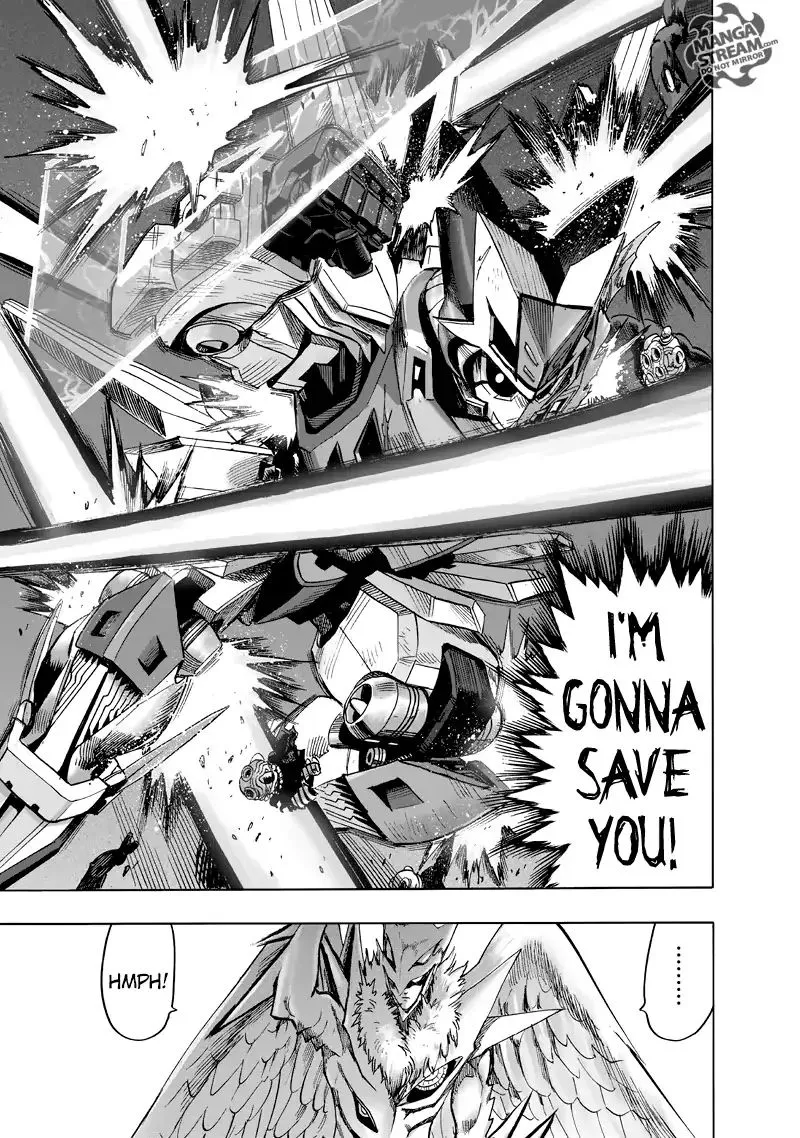 MANGA
STREAM.com
DO NOT MIRROR
I'M
GONNA
SAVE
YOU!
........
HMPH!